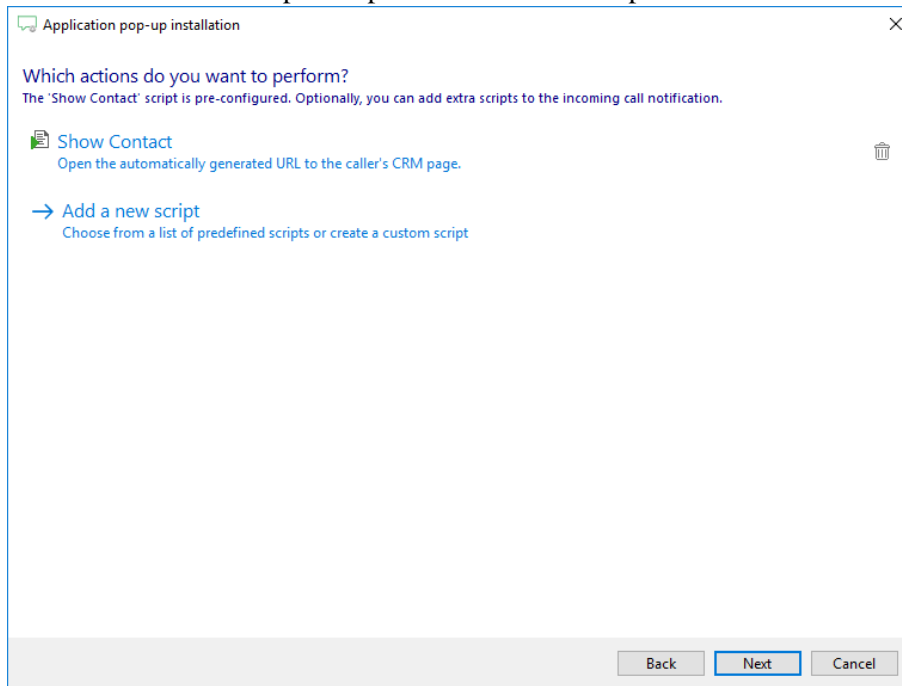 Application pop-up installation
Which actions do you want to perform?
The 'Show Contact' script is pre-configured. Optionally, you can add extra scripts to the incoming call notification.
Show Contact
Open the automatically generated URL to the caller's CRM page.
Add a new script
Choose from a list of predefined scripts or create a custom script
Back Next Cancel